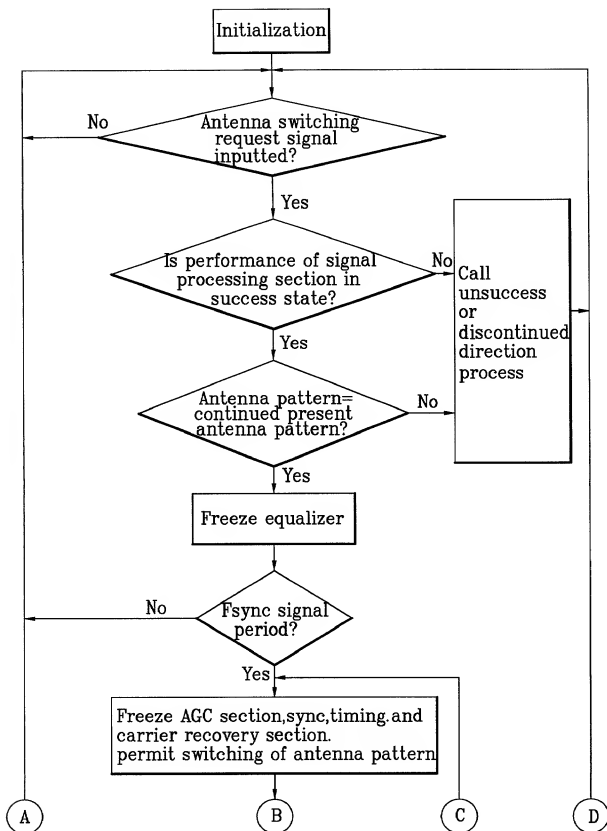 Initialization
No
Antenna switching
request signal
inputted?
Yes
Is performance of signal
processing section in
success state?
No
Call
unsuccess
or
discontinued
direction
process
Yes
Antenna pattern=
continued present
antenna pattern?
No
Yes
Freeze equalizer
No
Fsync signal
period?
Yes
Freeze AGC section,sync,timing.and
carrier recovery section.
permit switching of antenna pattern
A
B
C
D